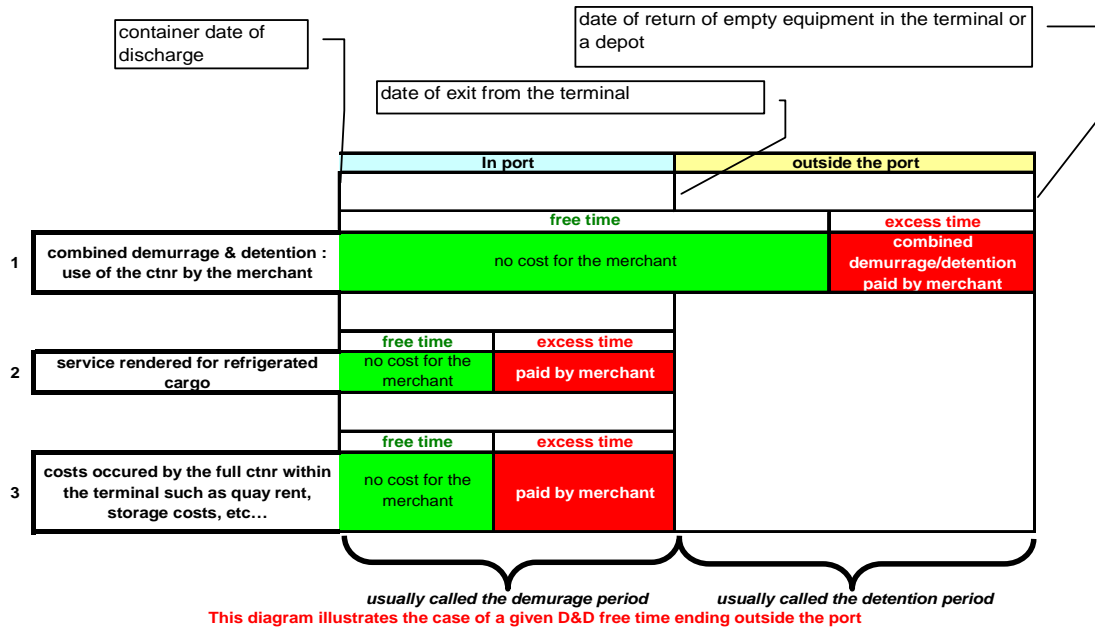 container date of
discharge
date of return of empty equipment in the terminal or
a depot
date of exit from the terminal
In port
outside the port
free time
excess time
1
combined demurrage & detention :
use of the ctnr by the merchant
no cost for the merchant
combined
demurrage/detention
paid by merchant
free time
excess time
2
service rendered for refrigerated
cargo
no cost for the
merchant
paid by merchant
free time
excess time
3
costs occured by the full ctnr within
the terminal such as quay rent,
storage costs, etc...
no cost for the
merchant
paid by merchant
usually called the demurage period
usually called the detention period
This diagram illustrates the case of a given D&D free time ending outside the port